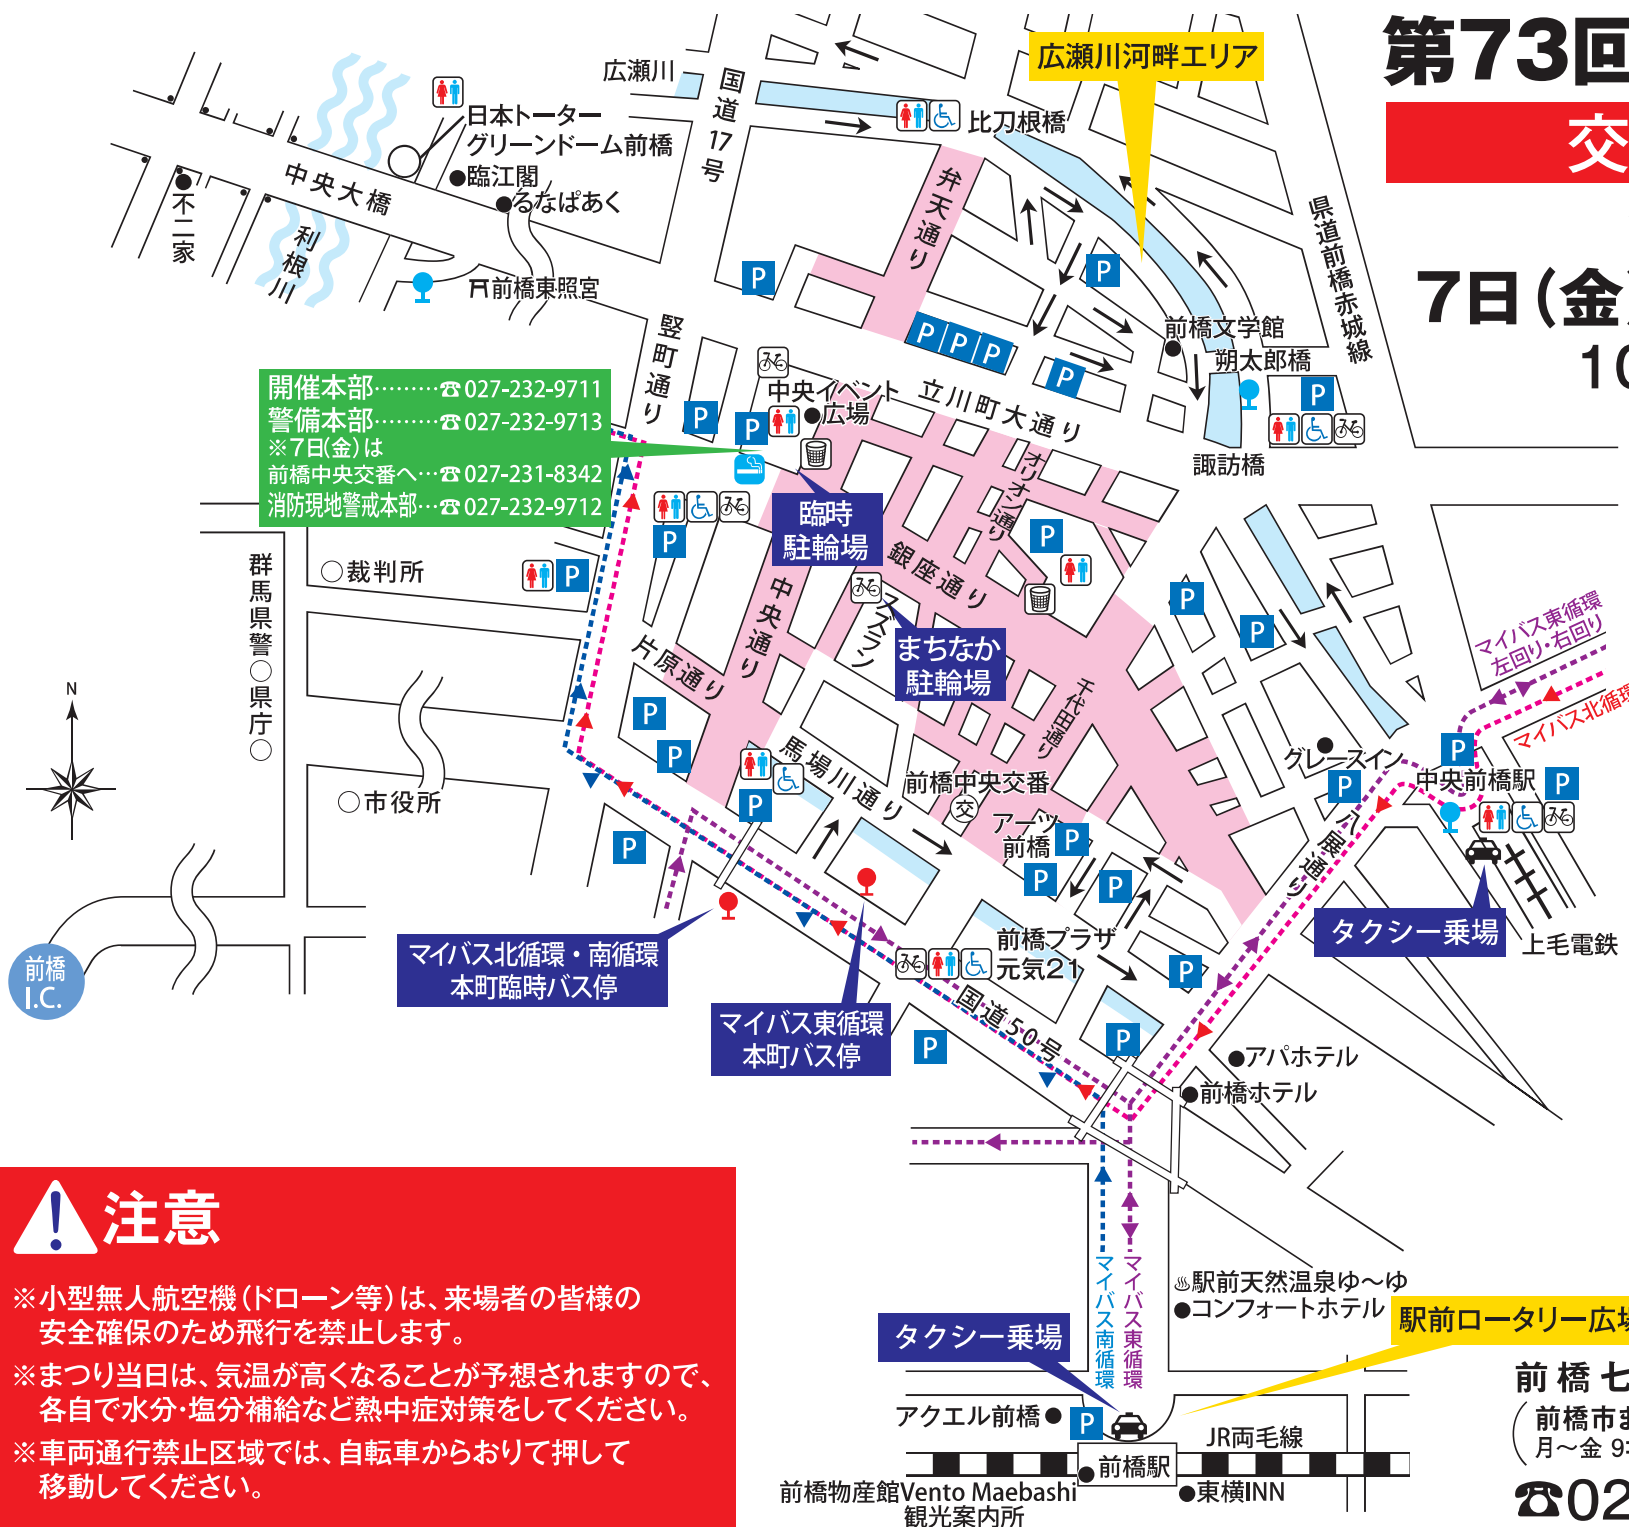 第73回
交
7日(金)
10
広瀬川
国道17号
広瀬川河畔エリア
日本トーター
グリーンドーム前橋
●臨江閣
●るなぱあく
中央大橋
●不二家
利根川
前橋東照宮
比刀根橋
弁天通り
県道前橋赤城線
竪町通り
P
P
P P P
P
前橋文学館
朔太郎橋
P
諏訪橋
開催本部………☎027-232-9711
警備本部………☎027-232-9713
※7日(金)は
前橋中央交番へ…☎027-231-8342
消防現地警戒本部…☎027-232-9712
P
P
中央イベント
●広場
立川町大通り
臨時
駐輪場
オリオン通り
銀座通り
P
P
P
○裁判所
群馬県警○県庁○
中央通り
スズラン
まちなか
駐輪場
P
P
片原通り
P
P
千代田通り
マイバス東循環
左回り・右回り
マイバス北循環
N
○市役所
馬場川通り
P
P
前橋中央交番
交
アーツ
前橋
P
P
P
グレースイン
P
P
中央前橋駅
P
八展通り
タクシー乗場
上毛電鉄
前橋
I.C.
マイバス北循環・南循環
本町臨時バス停
マイバス東循環
本町バス停
前橋プラザ
元気21
P
国道50号
P
P
●アパホテル
●前橋ホテル
注意
※小型無人航空機(ドローン等)は、来場者の皆様の
安全確保のため飛行を禁止します。
※まつり当日は、気温が高くなることが予想されますので、
各自で水分・塩分補給など熱中症対策をしてください。
※車両通行禁止区域では、自転車からおりて押して
移動してください。
マイバス南循環
マイバス東循環
♨駅前天然温泉ゆ～ゆ
●コンフォートホテル
タクシー乗場
駅前ロータリー広場
アクエル前橋●
P
JR両毛線
●前橋駅
前橋物産館Vento Maebashi
観光案内所
●東横INN
前橋七
前橋市ま
月～金 9:
☎02